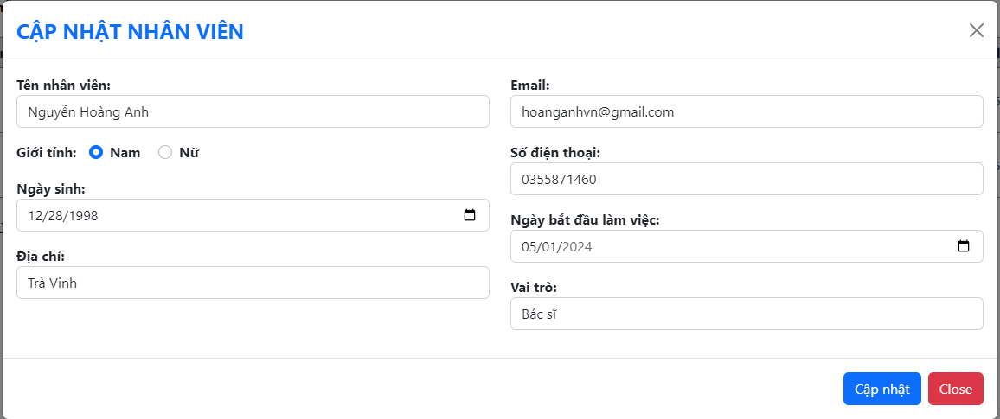 CẬP NHẬT NHÂN VIÊN
Tên nhân viên:
Nguyễn Hoàng Anh
Giới tính: Nam Nữ
Ngày sinh:
12/28/1998
Địa chỉ:
Trà Vinh
Email:
hoanganhvn@gmail.com
Số điện thoại:
0355871460
Ngày bắt đầu làm việc:
05/01/2024
Vai trò:
Bác sĩ
Cập nhật Close